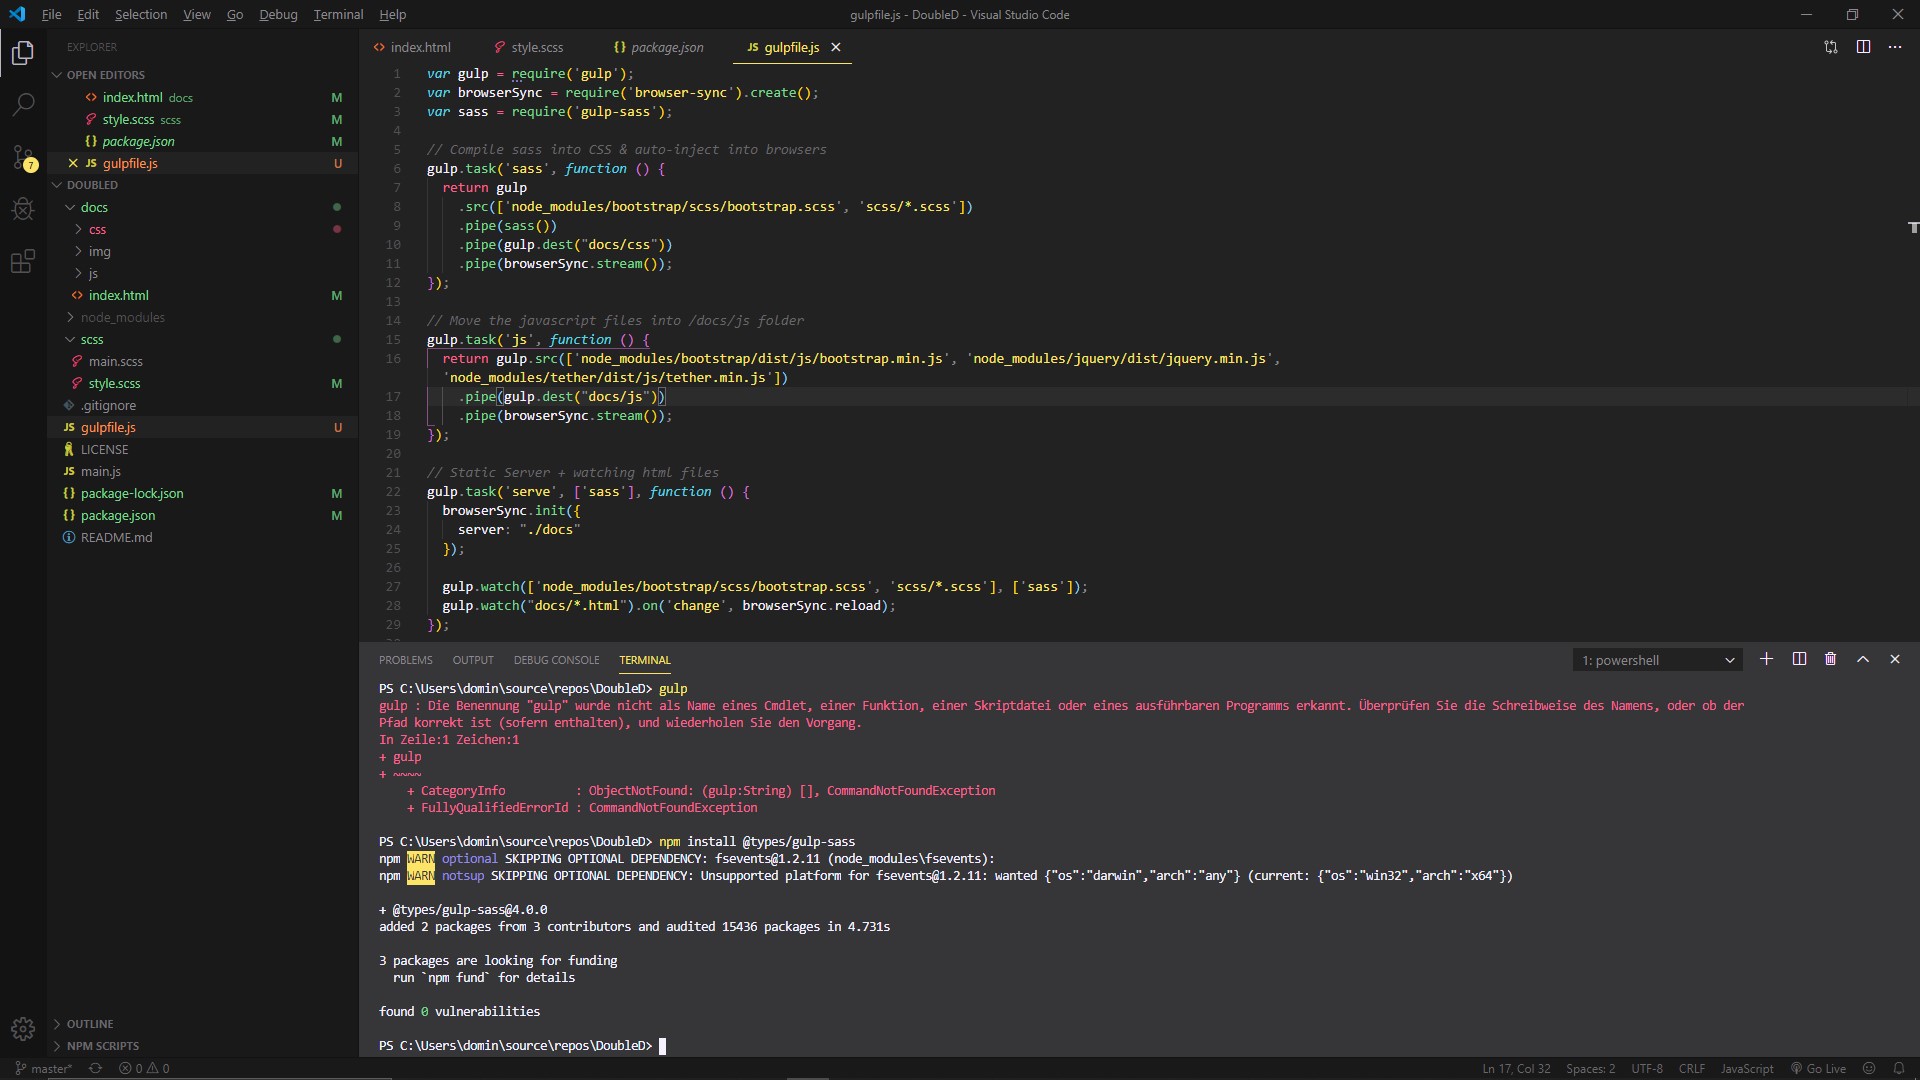 File Edit Selection View Go Debug Terminal Help
gulpfile.js - DoubleD - Visual Studio Code
EXPLORER
OPEN EDITORS
index.html docs M
style.scss scss M
package.json M
JS gulpfile.js U
7
DOUBLED
docs
css
img
js
index.html M
node_modules
scss
main.scss
style.scss M
.gitignore
JS gulpfile.js U
LICENSE
JS main.js
{} package-lock.json M
{} package.json M
README.md
OUTLINE
NPM SCRIPTS
index.html
style.scss
{} package.json
JS gulpfile.js
1 var gulp = require('gulp');
2 var browserSync = require('browser-sync').create();
3 var sass = require('gulp-sass');
4
5 // Compile sass into CSS & auto-inject into browsers
6 gulp.task('sass', function () {
7 return gulp
8 .src(['node_modules/bootstrap/scss/bootstrap.scss', 'scss/*.scss'])
9 .pipe(sass())
10 .pipe(gulp.dest("docs/css"))
11 .pipe(browserSync.stream());
12 });
13
14 // Move the javascript files into /docs/js folder
15 gulp.task('js', function () {
16 return gulp.src(['node_modules/bootstrap/dist/js/bootstrap.min.js', 'node_modules/jquery/dist/jquery.min.js',
'node_modules/tether/dist/js/tether.min.js'])
17 .pipe(gulp.dest("docs/js"))
18 .pipe(browserSync.stream());
19 });
20
21 // Static Server + watching html files
22 gulp.task('serve', ['sass'], function () {
23 browserSync.init({
24 server: "./docs"
25 });
26
27 gulp.watch(['node_modules/bootstrap/scss/bootstrap.scss', 'scss/*.scss'], ['sass']);
28 gulp.watch("docs/*.html").on('change', browserSync.reload);
29 });
PROBLEMS OUTPUT DEBUG CONSOLE TERMINAL
1: powershell
PS C:\Users\domin\source\repos\DoubleD> gulp
gulp : Die Benennung "gulp" wurde nicht als Name eines Cmdlet, einer Funktion, einer Skriptdatei oder eines ausführbaren Programms erkannt. Überprüfen Sie die Schreibweise des Namens, oder ob der
Pfad korrekt ist (sofern enthalten), und wiederholen Sie den Vorgang.
In Zeile:1 Zeichen:1
+ gulp
+ ~~~~
+ CategoryInfo : ObjectNotFound: (gulp:String) [], CommandNotFoundException
+ FullyQualifiedErrorId : CommandNotFoundException
PS C:\Users\domin\source\repos\DoubleD> npm install @types/gulp-sass
npm WARN optional SKIPPING OPTIONAL DEPENDENCY: fsevents@1.2.11 (node_modules\fsevents):
npm WARN notsup SKIPPING OPTIONAL DEPENDENCY: Unsupported platform for fsevents@1.2.11: wanted {"os":"darwin","arch":"any"} (current: {"os":"win32","arch":"x64"})
+ @types/gulp-sass@4.0.0
added 2 packages from 3 contributors and audited 15436 packages in 4.731s
3 packages are looking for funding
run `npm fund` for details
found 0 vulnerabilities
PS C:\Users\domin\source\repos\DoubleD>
master* 0 0 Ln 17, Col 32 Spaces: 2 UTF-8 CRLF JavaScript Go Live